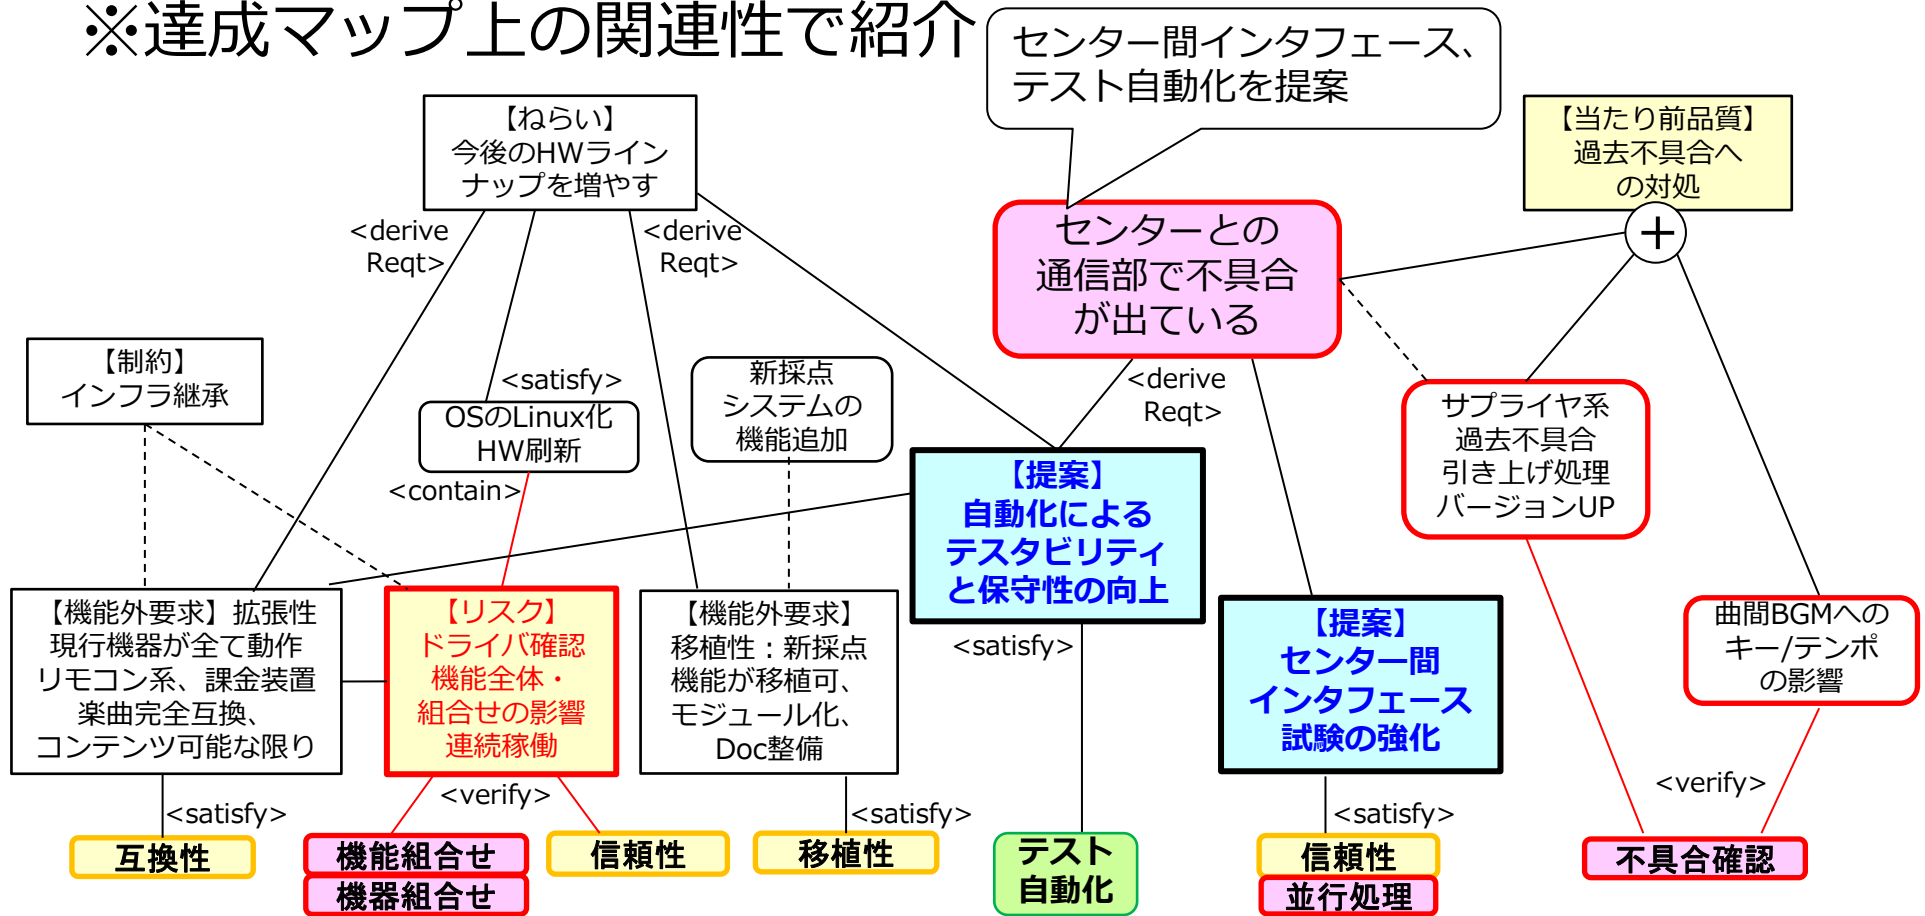 ※達成マップ上の関連性で紹介
センター間インタフェース、
テスト自動化を提案
【ねらい】
今後のHWライン
ナップを増やす
【当たり前品質】
過去不具合へ
の対処
＋
<derive
Reqt>
<derive
Reqt>
センターとの
通信部で不具合
が出ている
【制約】
インフラ継承
<satisfy>
OSのLinux化
HW刷新
<contain>
新採点
システムの
機能追加
<derive
Reqt>
サプライヤ系
過去不具合
引き上げ処理
バージョンUP
【提案】
自動化による
テスタビリティ
と保守性の向上
【機能外要求】拡張性
現行機器が全て動作
リモコン系、課金装置
楽曲完全互換、
コンテンツ可能な限り
【リスク】
ドライバ確認
機能全体・
組合せの影響
連続稼働
【機能外要求】
移植性：新採点
機能が移植可、
モジュール化、
Doc整備
<satisfy>
【提案】
センター間
インタフェース
試験の強化
曲間BGMへの
キー/テンポ
の影響
<satisfy>
<verify>
<satisfy>
<satisfy>
<verify>
互換性
機能組合せ
機器組合せ
信頼性
移植性
テスト
自動化
信頼性
並行処理
不具合確認